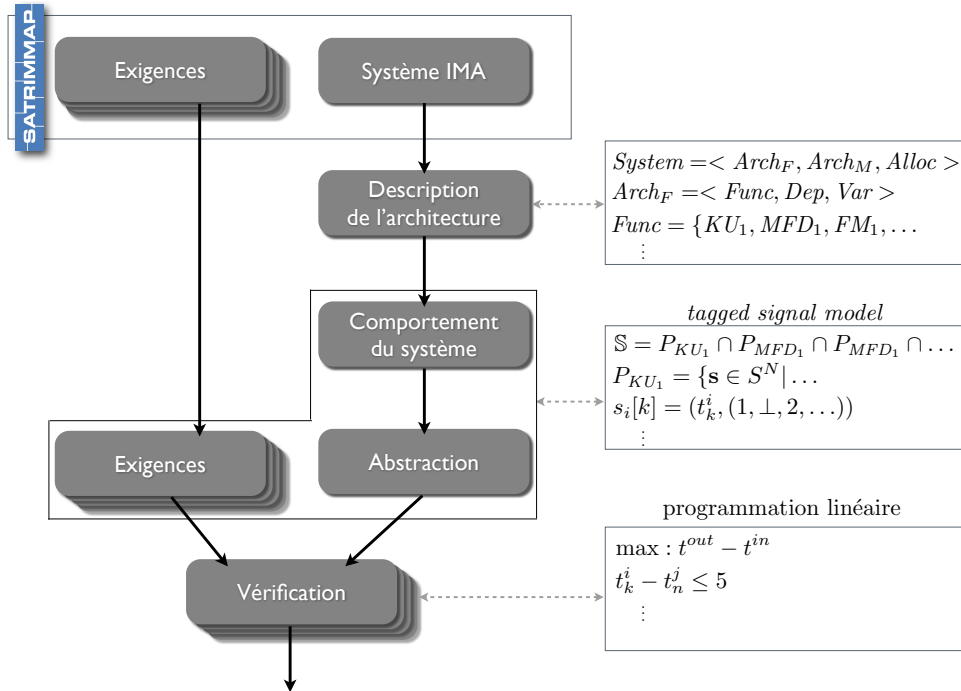 SATRIMMAP
Exigences
Système IMA
Description
de l'architecture
System =< Arch_F, Arch_M, Alloc >
Arch_F =< Func, Dep, Var >
Func = {KU_1, MFD_1, FM_1, ...
⋮
Comportement
du système
tagged signal model
𝕊 = P_{KU_1} ∩ P_{MFD_1} ∩ P_{MFD_1} ∩ ...
P_{KU_1} = {s ∈ S^N| ...
s_i[k] = (t_k^i, (1, ⊥, 2, ...))
⋮
Exigences
Abstraction
programmation linéaire
max : t^{out} − t^{in}
t_k^i − t_n^j ≤ 5
⋮
Vérification